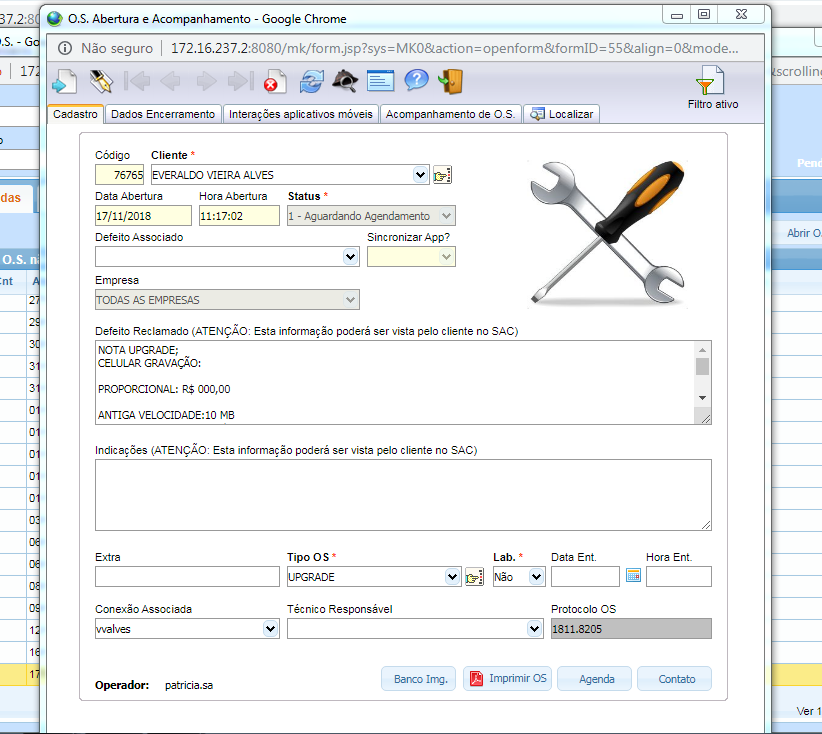 37.2:80
O.S. Abertura e Acompanhamento - Google Chrome
.S. - Go
Não seguro | 172.16.237.2:8080/mk/form.jsp?sys=MK0&action=openform&formID=55&align=0&mode...
172
&scrolling
Filtro ativo
Cadastro
Dados Encerramento
Interações aplicativos móveis
Acompanhamento de O.S.
Localizar
Código
Cliente *
76765
EVERALDO VIEIRA ALVES
Pend
Data Abertura
Hora Abertura
Status *
das
17/11/2018
11:17:02
1 - Aguardando Agendamento
Defeito Associado
Sincronizar App?
Abrir O.
O.S. nã
Empresa
Cnt
TODAS AS EMPRESAS
27
29
Defeito Reclamado (ATENÇÃO: Esta informação poderá ser vista pelo cliente no SAC)
30
NOTA UPGRADE;
CELULAR GRAVAÇÃO:
31
PROPORCIONAL: R$ 000,00
31
ANTIGA VELOCIDADE:10 MB
01
01
Indicações (ATENÇÃO: Esta informação poderá ser vista pelo cliente no SAC)
01
01
01
03
06
Extra
Tipo OS *
Lab. *
Data Ent.
Hora Ent.
06
UPGRADE
Não
08
Conexão Associada
Técnico Responsável
Protocolo OS
09
vvalves
1811.8205
12
16
17
Operador: patricia.sa
Banco Img.
Imprimir OS
Agenda
Contato
Ver 1